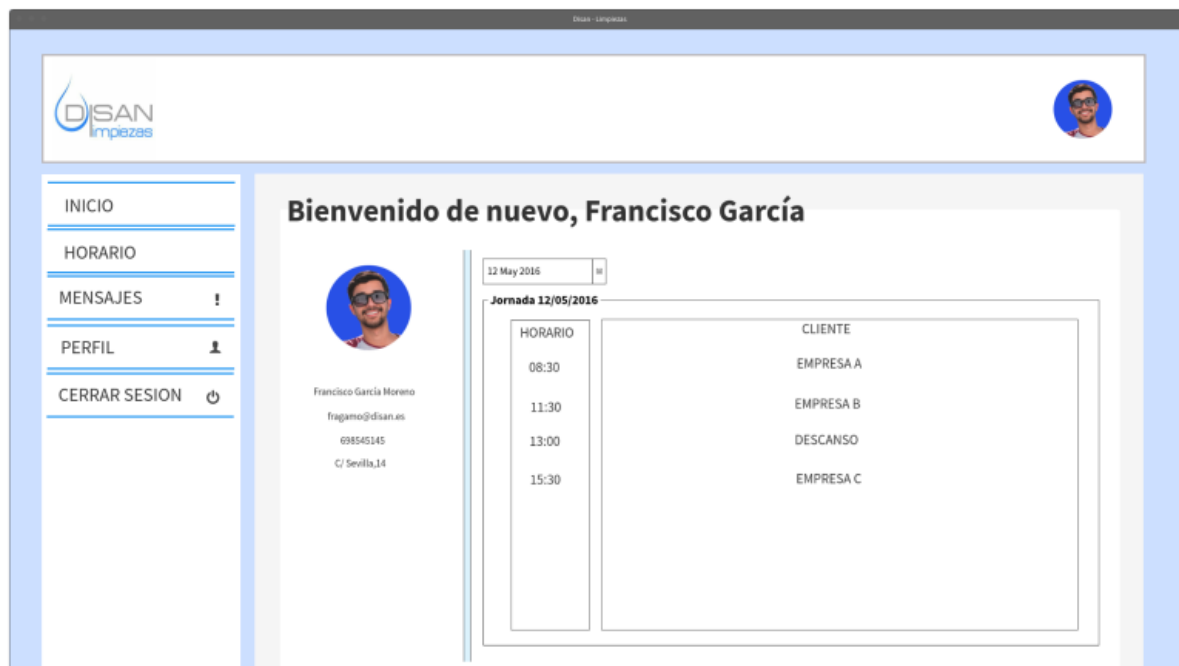 Disan - Limpiezas
DISAN
limpiezas
INICIO
HORARIO
MENSAJES
PERFIL
CERRAR SESION
Bienvenido de nuevo, Francisco García
Francisco García Moreno
fragamo@disan.es
698545145
C/ Sevilla,14
12 May 2016
Jornada 12/05/2016
HORARIO CLIENTE
08:30 EMPRESA A
11:30 EMPRESA B
13:00 DESCANSO
15:30 EMPRESA C